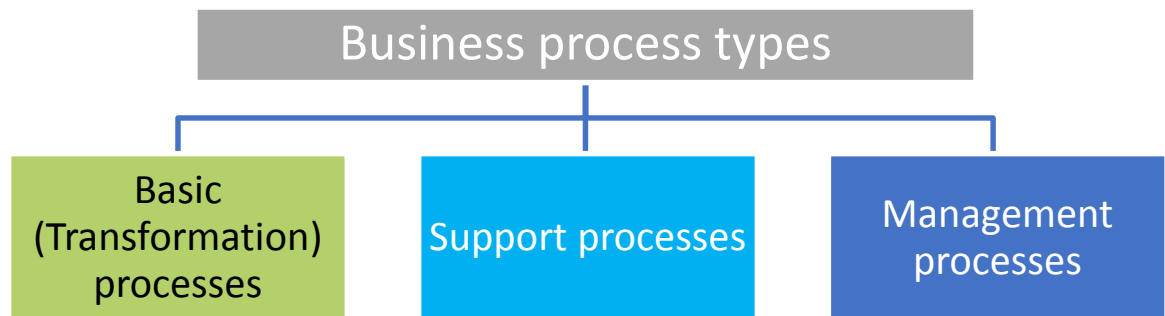 Business process types
Basic
(Transformation)
processes
Support processes
Management
processes